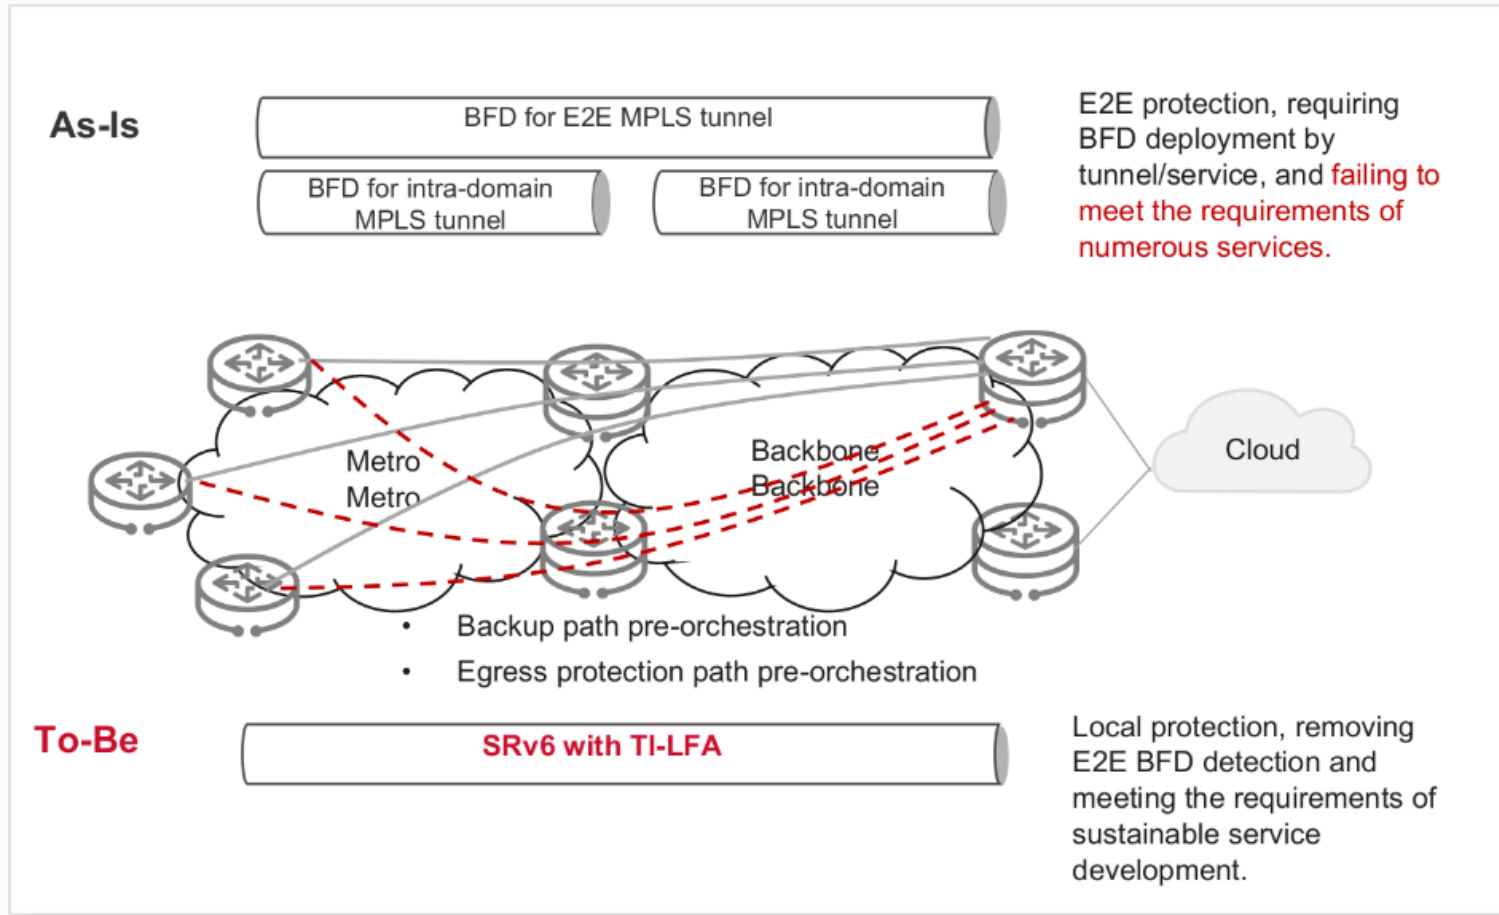 As-Is
BFD for E2E MPLS tunnel
BFD for intra-domain
MPLS tunnel
BFD for intra-domain
MPLS tunnel
E2E protection, requiring
BFD deployment by
tunnel/service, and failing to
meet the requirements of
numerous services.
Metro
Metro
Backbone
Backbone
Cloud
• Backup path pre-orchestration
• Egress protection path pre-orchestration
To-Be
SRv6 with TI-LFA
Local protection, removing
E2E BFD detection and
meeting the requirements of
sustainable service
development.